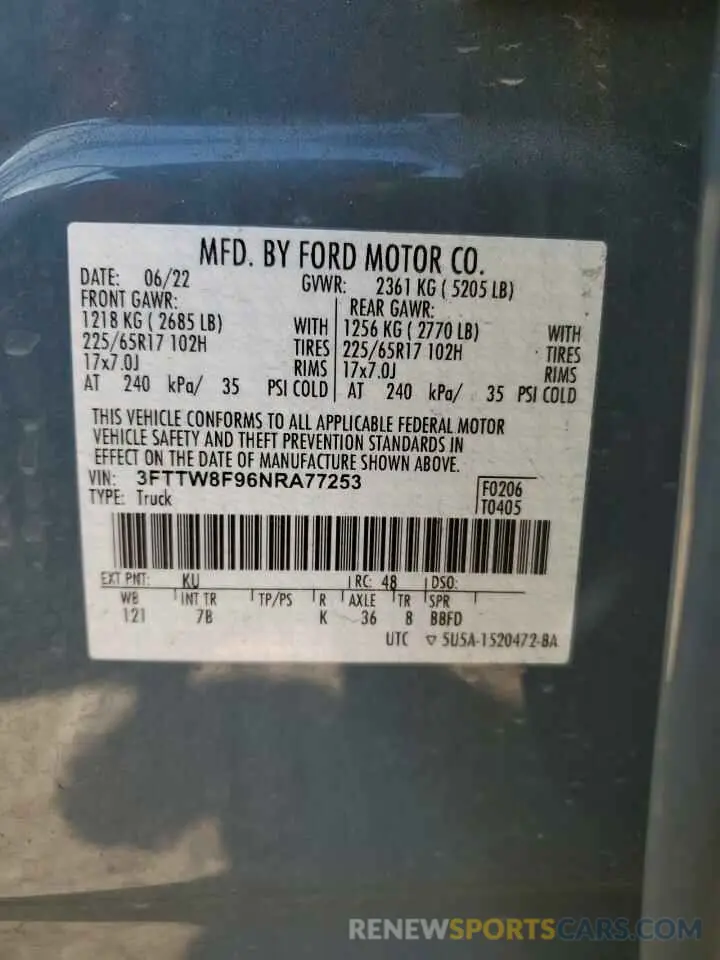 MFD. BY FORD MOTOR CO.
DATE: 06/22 GVWR: 2361 KG ( 5205 LB)
FRONT GAWR: REAR GAWR:
1218 KG ( 2685 LB) WITH 1256 KG ( 2770 LB) WITH
225/65R17 102H TIRES 225/65R17 102H TIRES
17x7.0J RIMS 17x7.0J RIMS
AT 240 kPa/ 35 PSI COLD AT 240 kPa/ 35 PSI COLD
THIS VEHICLE CONFORMS TO ALL APPLICABLE FEDERAL MOTOR
VEHICLE SAFETY AND THEFT PREVENTION STANDARDS IN
EFFECT ON THE DATE OF MANUFACTURE SHOWN ABOVE.
VIN: 3FTTW8F96NRA77253 F0206
TYPE: Truck T0405
EXT PNT: KU RC: 48 DSO:
WB INT TR TP/PS R AXLE TR SPR
121 7B K 36 8 BBFD
UTC ▽ 5U5A-1520472-BA
RENEWSPORTSCARS.COM